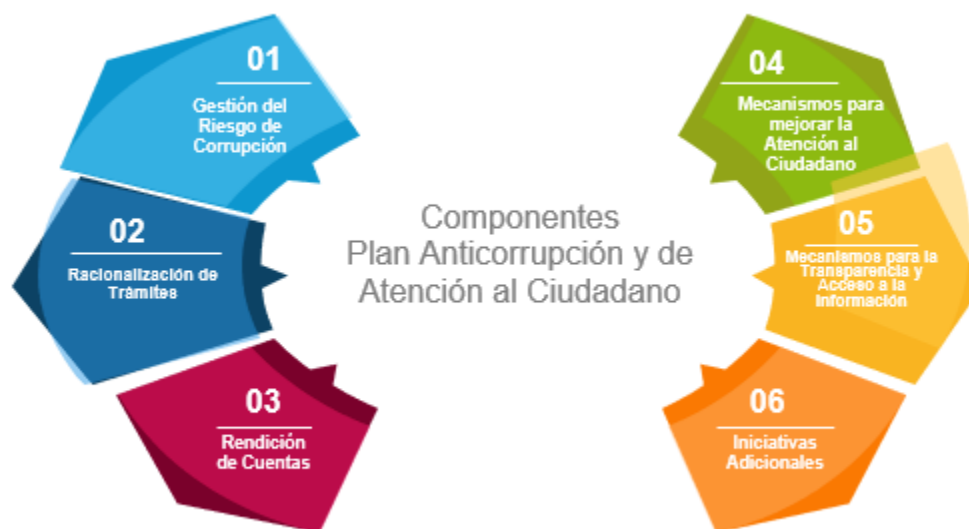 01
Gestión del
Riesgo de
Corrupción
02
Racionalización de
Trámites
03
Rendición
de Cuentas
Componentes
Plan Anticorrupción y de
Atención al Ciudadano
04
Mecanismos para
mejorar la
Atención al
Ciudadano
05
Mecanismos para la
Transparencia y
Acceso a la
Información
06
Iniciativas
Adicionales